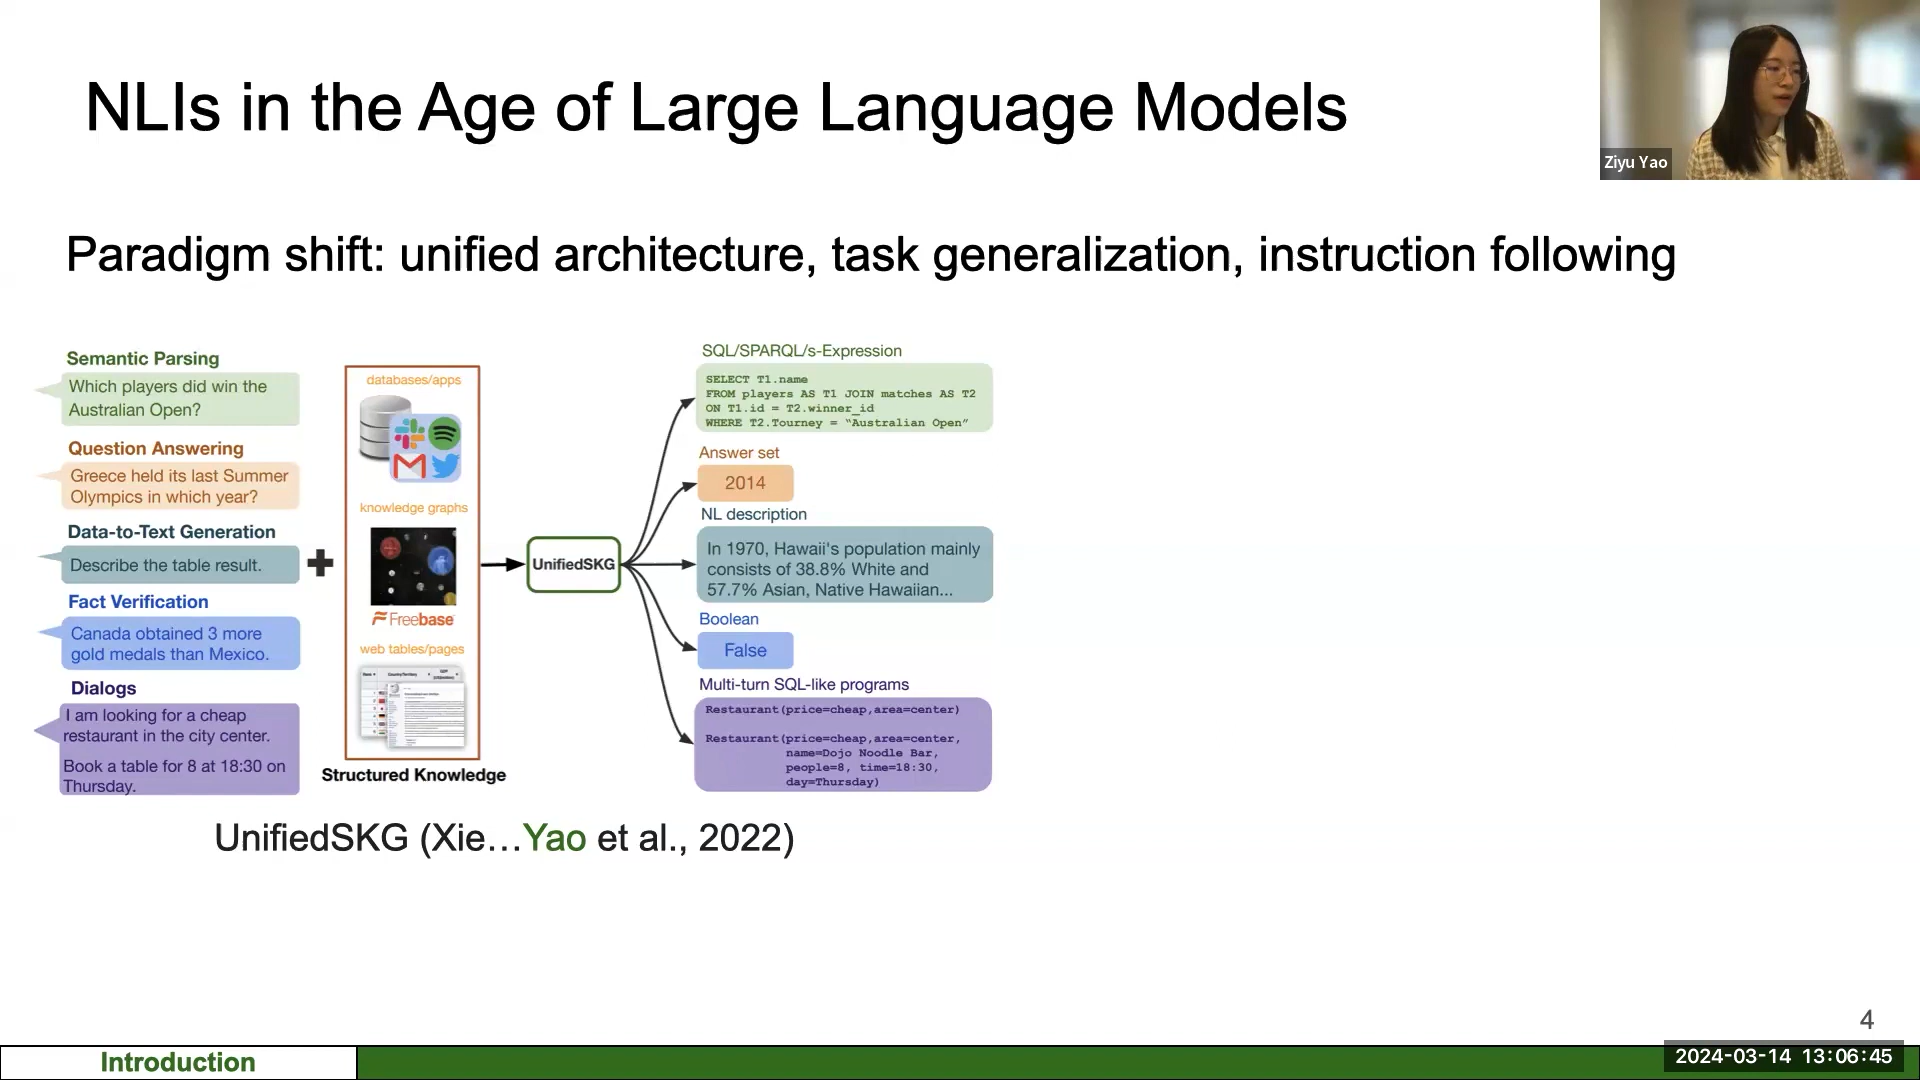 NLIs in the Age of Large Language Models
Ziyu Yao
Paradigm shift: unified architecture, task generalization, instruction following
Semantic Parsing
Which players did win the
Australian Open?
Question Answering
Greece held its last Summer
Olympics in which year?
Data-to-Text Generation
Describe the table result.
Fact Verification
Canada obtained 3 more
gold medals than Mexico.
Dialogs
I am looking for a cheap
restaurant in the city center.
Book a table for 8 at 18:30 on
Thursday.
databases/apps
knowledge graphs
Freebase
web tables/pages
Structured Knowledge
UnifiedSKG
SQL/SPARQL/s-Expression
SELECT T1.name
FROM players AS T1 JOIN matches AS T2
ON T1.id = T2.winner_id
WHERE T2.Tourney = “Australian Open”
Answer set
2014
NL description
In 1970, Hawaii's population mainly
consists of 38.8% White and
57.7% Asian, Native Hawaiian...
Boolean
False
Multi-turn SQL-like programs
Restaurant(price=cheap,area=center)
Restaurant(price=cheap,area=center,
name=Dojo Noodle Bar,
people=8, time=18:30,
day=Thursday)
UnifiedSKG (Xie…Yao et al., 2022)
4
Introduction
2024-03-14 13:06:45